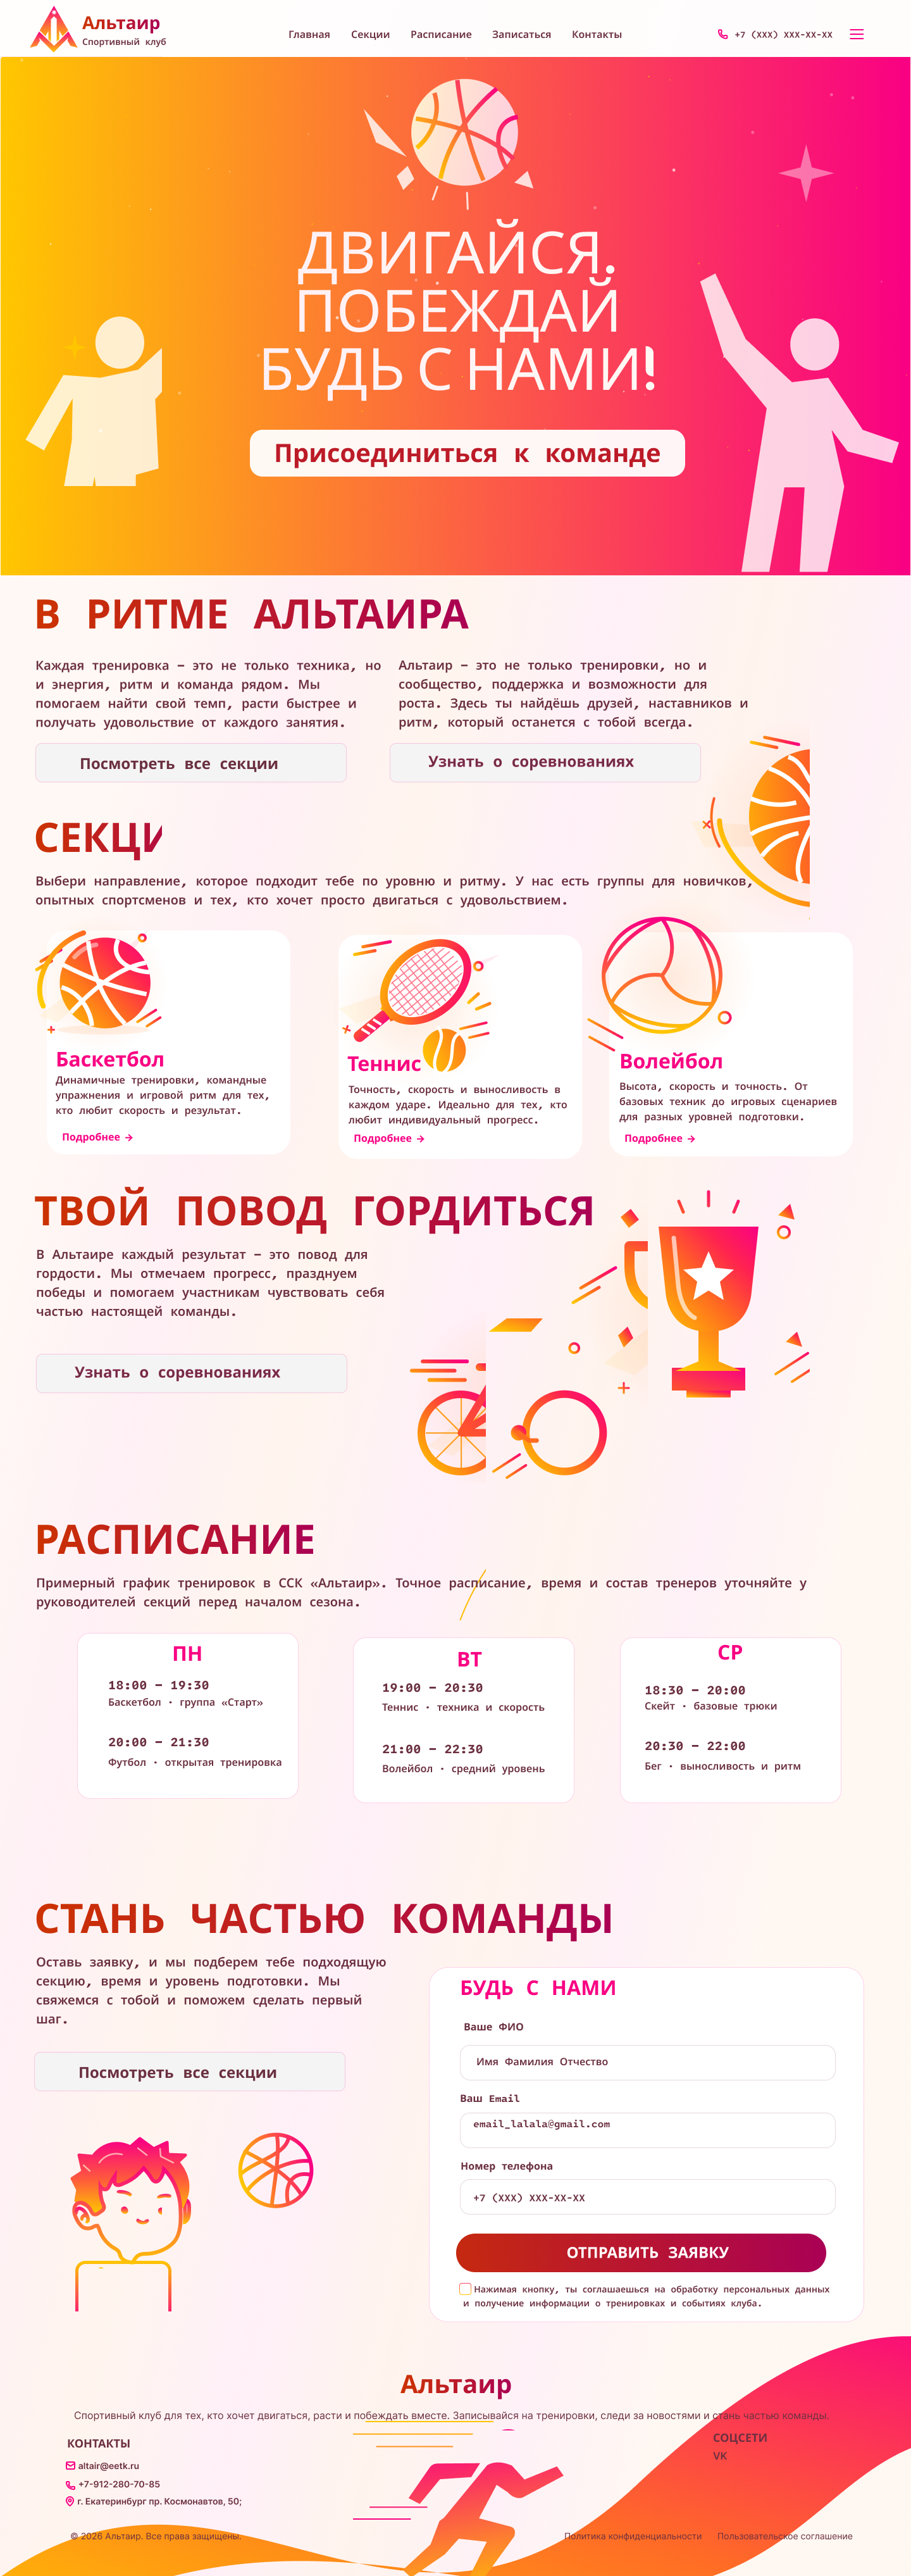 Альтаир
Спортивный клуб
Главная Секции Расписание Записаться Контакты
+7 (XXX) XXX-XX-XX
ДВИГАЙСЯ.
ПОБЕЖДАЙ
БУДЬ С НАМИ!
Присоединиться к команде
В РИТМЕ АЛЬТАИРА
Каждая тренировка – это не только техника, но
и энергия, ритм и команда рядом. Мы
помогаем найти свой темп, расти быстрее и
получать удовольствие от каждого занятия.
Альтаир – это не только тренировки, но и
сообщество, поддержка и возможности для
роста. Здесь ты найдёшь друзей, наставников и
ритм, который останется с тобой всегда.
Посмотреть все секции
Узнать о соревнованиях
СЕКЦИ
Выбери направление, которое подходит тебе по уровню и ритму. У нас есть группы для новичков,
опытных спортсменов и тех, кто хочет просто двигаться с удовольствием.
Баскетбол
Динамичные тренировки, командные
упражнения и игровой ритм для тех,
кто любит скорость и результат.
Подробнее →
Теннис
Точность, скорость и выносливость в
каждом ударе. Идеально для тех, кто
любит индивидуальный прогресс.
Подробнее →
Волейбол
Высота, скорость и точность. От
базовых техник до игровых сценариев
для разных уровней подготовки.
Подробнее →
ТВОЙ ПОВОД ГОРДИТЬСЯ
В Альтаире каждый результат – это повод для
гордости. Мы отмечаем прогресс, празднуем
победы и помогаем участникам чувствовать себя
частью настоящей команды.
Узнать о соревнованиях
РАСПИСАНИЕ
Примерный график тренировок в ССК «Альтаир». Точное расписание, время и состав тренеров уточняйте у
руководителей секций перед началом сезона.
ПН
18:00 – 19:30
Баскетбол • группа «Старт»
20:00 – 21:30
Футбол • открытая тренировка
ВТ
19:00 – 20:30
Теннис • техника и скорость
21:00 – 22:30
Волейбол • средний уровень
СР
18:30 – 20:00
Скейт • базовые трюки
20:30 – 22:00
Бег • выносливость и ритм
СТАНЬ ЧАСТЬЮ КОМАНДЫ
Оставь заявку, и мы подберем тебе подходящую
секцию, время и уровень подготовки. Мы
свяжемся с тобой и поможем сделать первый
шаг.
Посмотреть все секции
БУДЬ С НАМИ
Ваше ФИО
Имя Фамилия Отчество
Ваш Email
email_lalala@gmail.com
Номер телефона
+7 (XXX) XXX-XX-XX
ОТПРАВИТЬ ЗАЯВКУ
Нажимая кнопку, ты соглашаешься на обработку персональных данных
и получение информации о тренировках и событиях клуба.
Альтаир
Спортивный клуб для тех, кто хочет двигаться, расти и побеждать вместе. Записывайся на тренировки, следи за новостями и стань частью команды.
КОНТАКТЫ
altair@eetk.ru
+7-912-280-70-85
г. Екатеринбург пр. Космонавтов, 50;
СОЦСЕТИ
VK
© 2026 Альтаир. Все права защищены.
Политика конфиденциальности Пользовательское соглашение